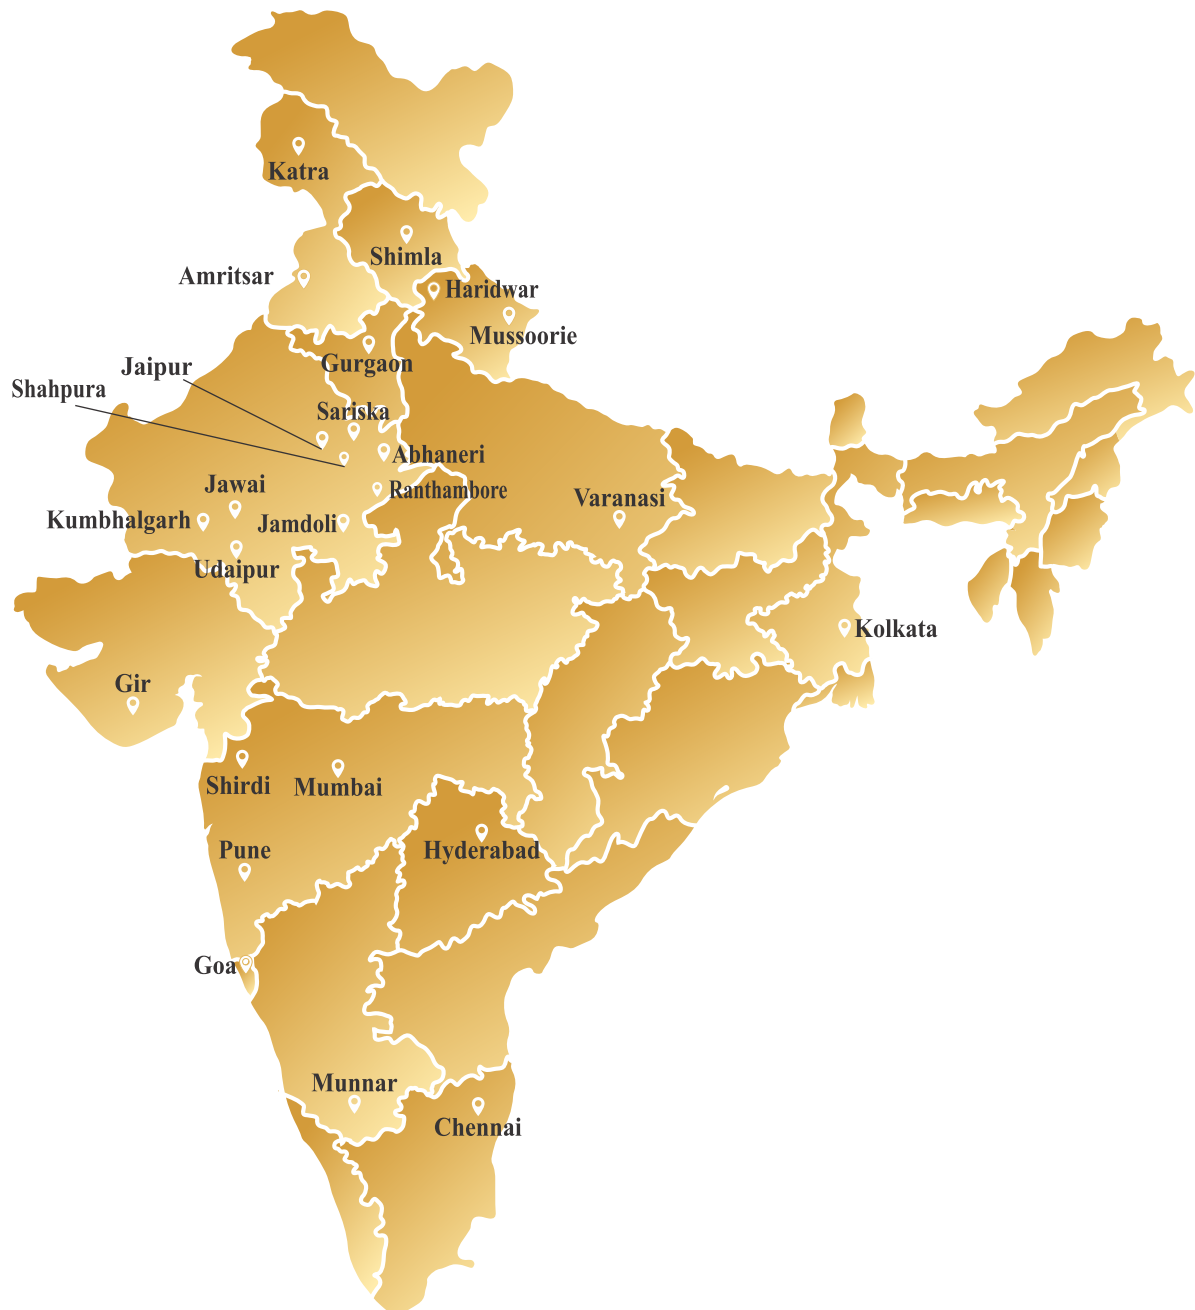 Katra
Shimla
Amritsar
Haridwar
Mussoorie
Gurgaon
Jaipur
Shahpura
Sariska
Abhaneri
Jawai
Ranthambore
Varanasi
Kumbhalgarh
Jamdoli
Udaipur
Kolkata
Gir
Shirdi
Mumbai
Pune
Hyderabad
Goa
Munnar
Chennai